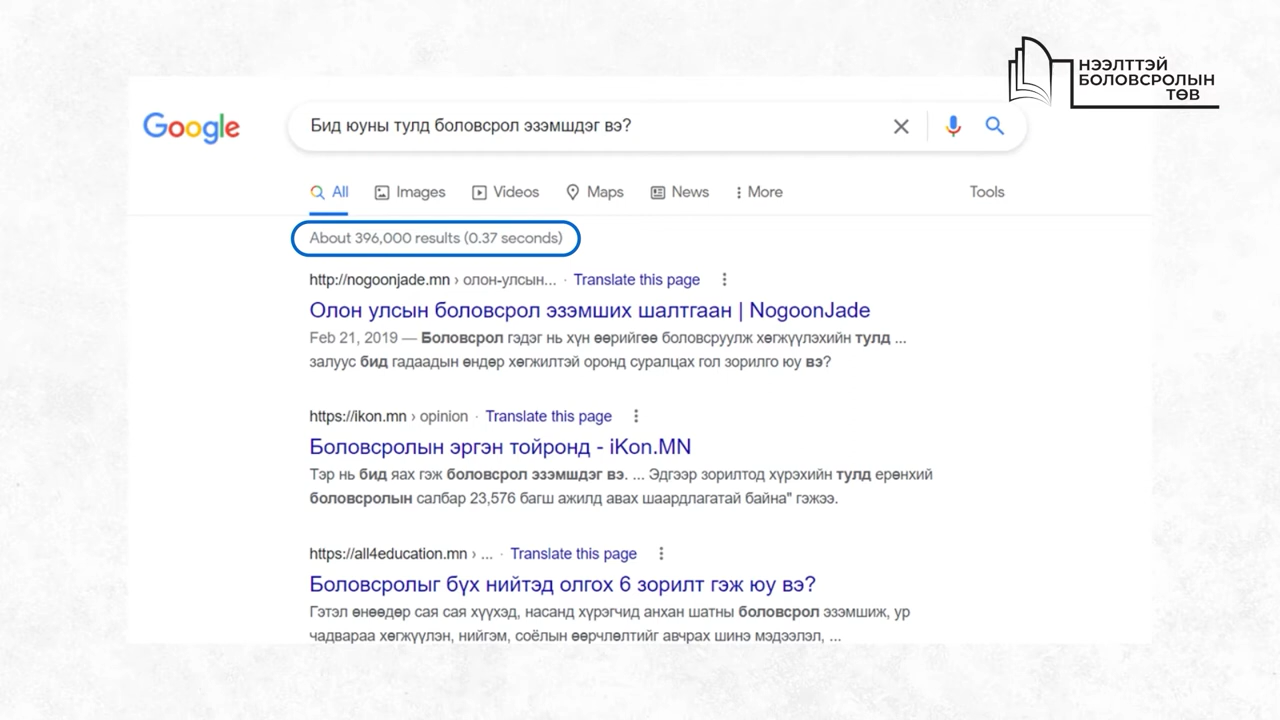 НЭЭЛТТЭЙ
БОЛОВСРОЛЫН
ТӨВ
Google
Бид юуны тулд боловсрол эзэмшдэг вэ?
All Images Videos Maps News More Tools
About 396,000 results (0.37 seconds)
http://nogoonjade.mn › олон-улсын... · Translate this page
Олон улсын боловсрол эзэмших шалтгаан | NogoonJade
Feb 21, 2019 — Боловсрол гэдэг нь хүн өөрийгөө боловсруулж хөгжүүлэхийн тулд ...
залуус бид гадаадын өндөр хөгжилтэй оронд суралцах гол зорилго юу вэ?
https://ikon.mn › opinion · Translate this page
Боловсролын эргэн тойронд - iKon.MN
Тэр нь бид яах гэж боловсрол эзэмшдэг вэ. ... Эдгээр зорилтод хүрэхийн тулд ерөнхий
боловсролын салбар 23,576 багш ажилд авах шаардлагатай байна" гэжээ.
https://all4education.mn › ... · Translate this page
Боловсролыг бүх нийтэд олгох 6 зорилт гэж юу вэ?
Гэтэл өнөөдөр сая сая хүүхэд, насанд хүрэгчид анхан шатны боловсрол эзэмшиж, ур
чадвараа хөгжүүлэн, нийгэм, соёлын өөрчлөлтийг авчрах шинэ мэдээлэл, ...